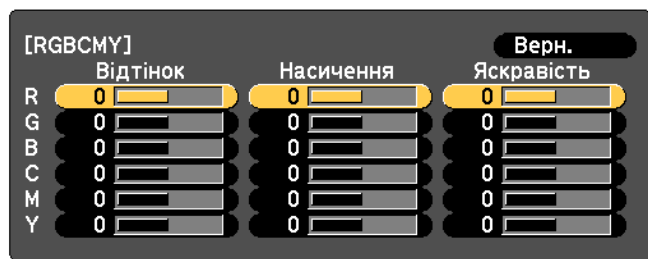 [RGBCMY] Верн.
Відтінок Насичення Яскравість
R 0 0 0
G 0 0 0
B 0 0 0
C 0 0 0
M 0 0 0
Y 0 0 0